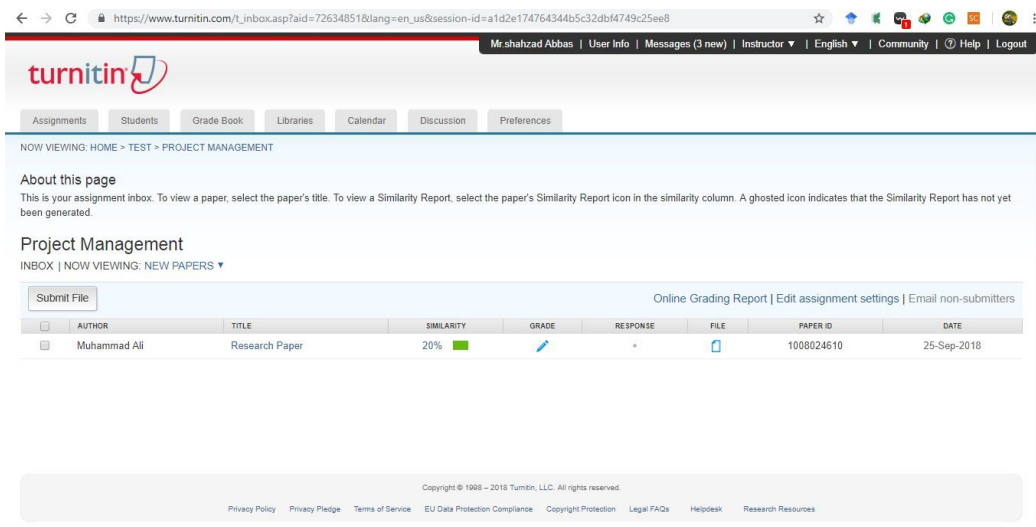 https://www.turnitin.com/t_inbox.asp?aid=72634851&lang=en_us&session-id=a1d2e174764344b5c32dbf4749c25ee8
1
SC
Mr.shahzad Abbas | User Info | Messages (3 new) | Instructor ▼ | English ▼ | Community | ? Help | Logout
turnitin
Assignments Students Grade Book Libraries Calendar Discussion Preferences
NOW VIEWING: HOME > TEST > PROJECT MANAGEMENT
About this page
This is your assignment inbox. To view a paper, select the paper's title. To view a Similarity Report, select the paper's Similarity Report icon in the similarity column. A ghosted icon indicates that the Similarity Report has not yet
been generated.
Project Management
INBOX | NOW VIEWING: NEW PAPERS ▼
Submit File Online Grading Report | Edit assignment settings | Email non-submitters
AUTHOR TITLE SIMILARITY GRADE RESPONSE FILE PAPER ID DATE
Muhammad Ali Research Paper 20% 1008024610 25-Sep-2018
Copyright © 1998 – 2018 Turnitin, LLC. All rights reserved.
Privacy Policy Privacy Pledge Terms of Service EU Data Protection Compliance Copyright Protection Legal FAQs Helpdesk Research Resources